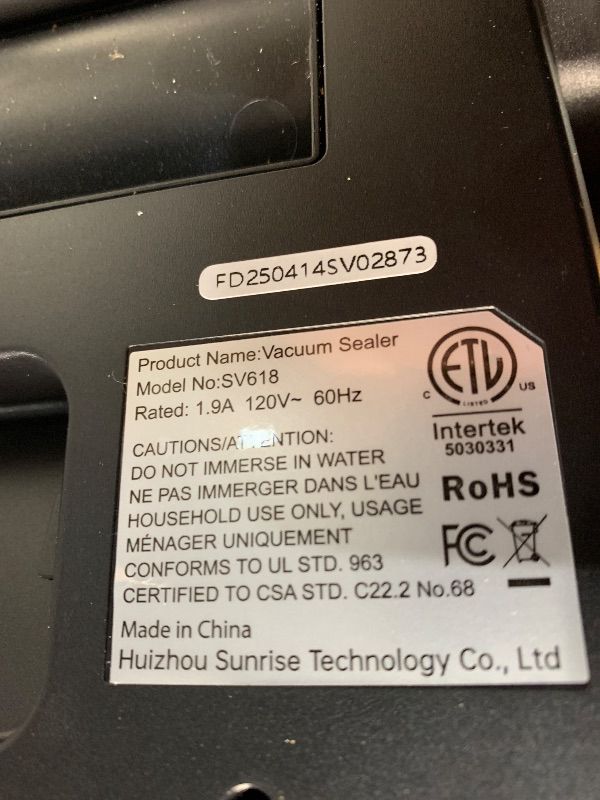 FD250414SV02873
Product Name:Vacuum Sealer
Model No:SV618
Rated: 1.9A 120V~ 60Hz
CAUTIONS/ATTENTION:
DO NOT IMMERSE IN WATER
NE PAS IMMERGER DANS L'EAU
HOUSEHOLD USE ONLY, USAGE
MÉNAGER UNIQUEMENT
CONFORMS TO UL STD. 963
CERTIFIED TO CSA STD. C22.2 No.68
Made in China
Huizhou Sunrise Technology Co., Ltd
ETL
C LISTED US
Intertek
5030331
RoHS
FC